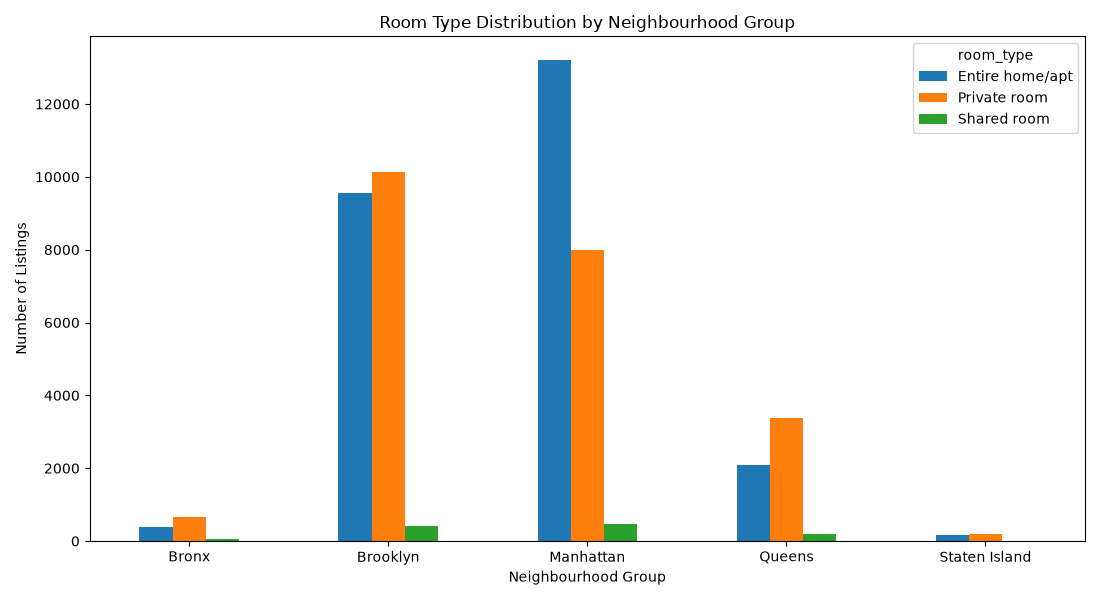 Room Type Distribution by Neighbourhood Group
room_type
Entire home/apt
Private room
Shared room
Number of Listings
12000
10000
8000
6000
4000
2000
0
Bronx
Brooklyn
Manhattan
Queens
Staten Island
Neighbourhood Group